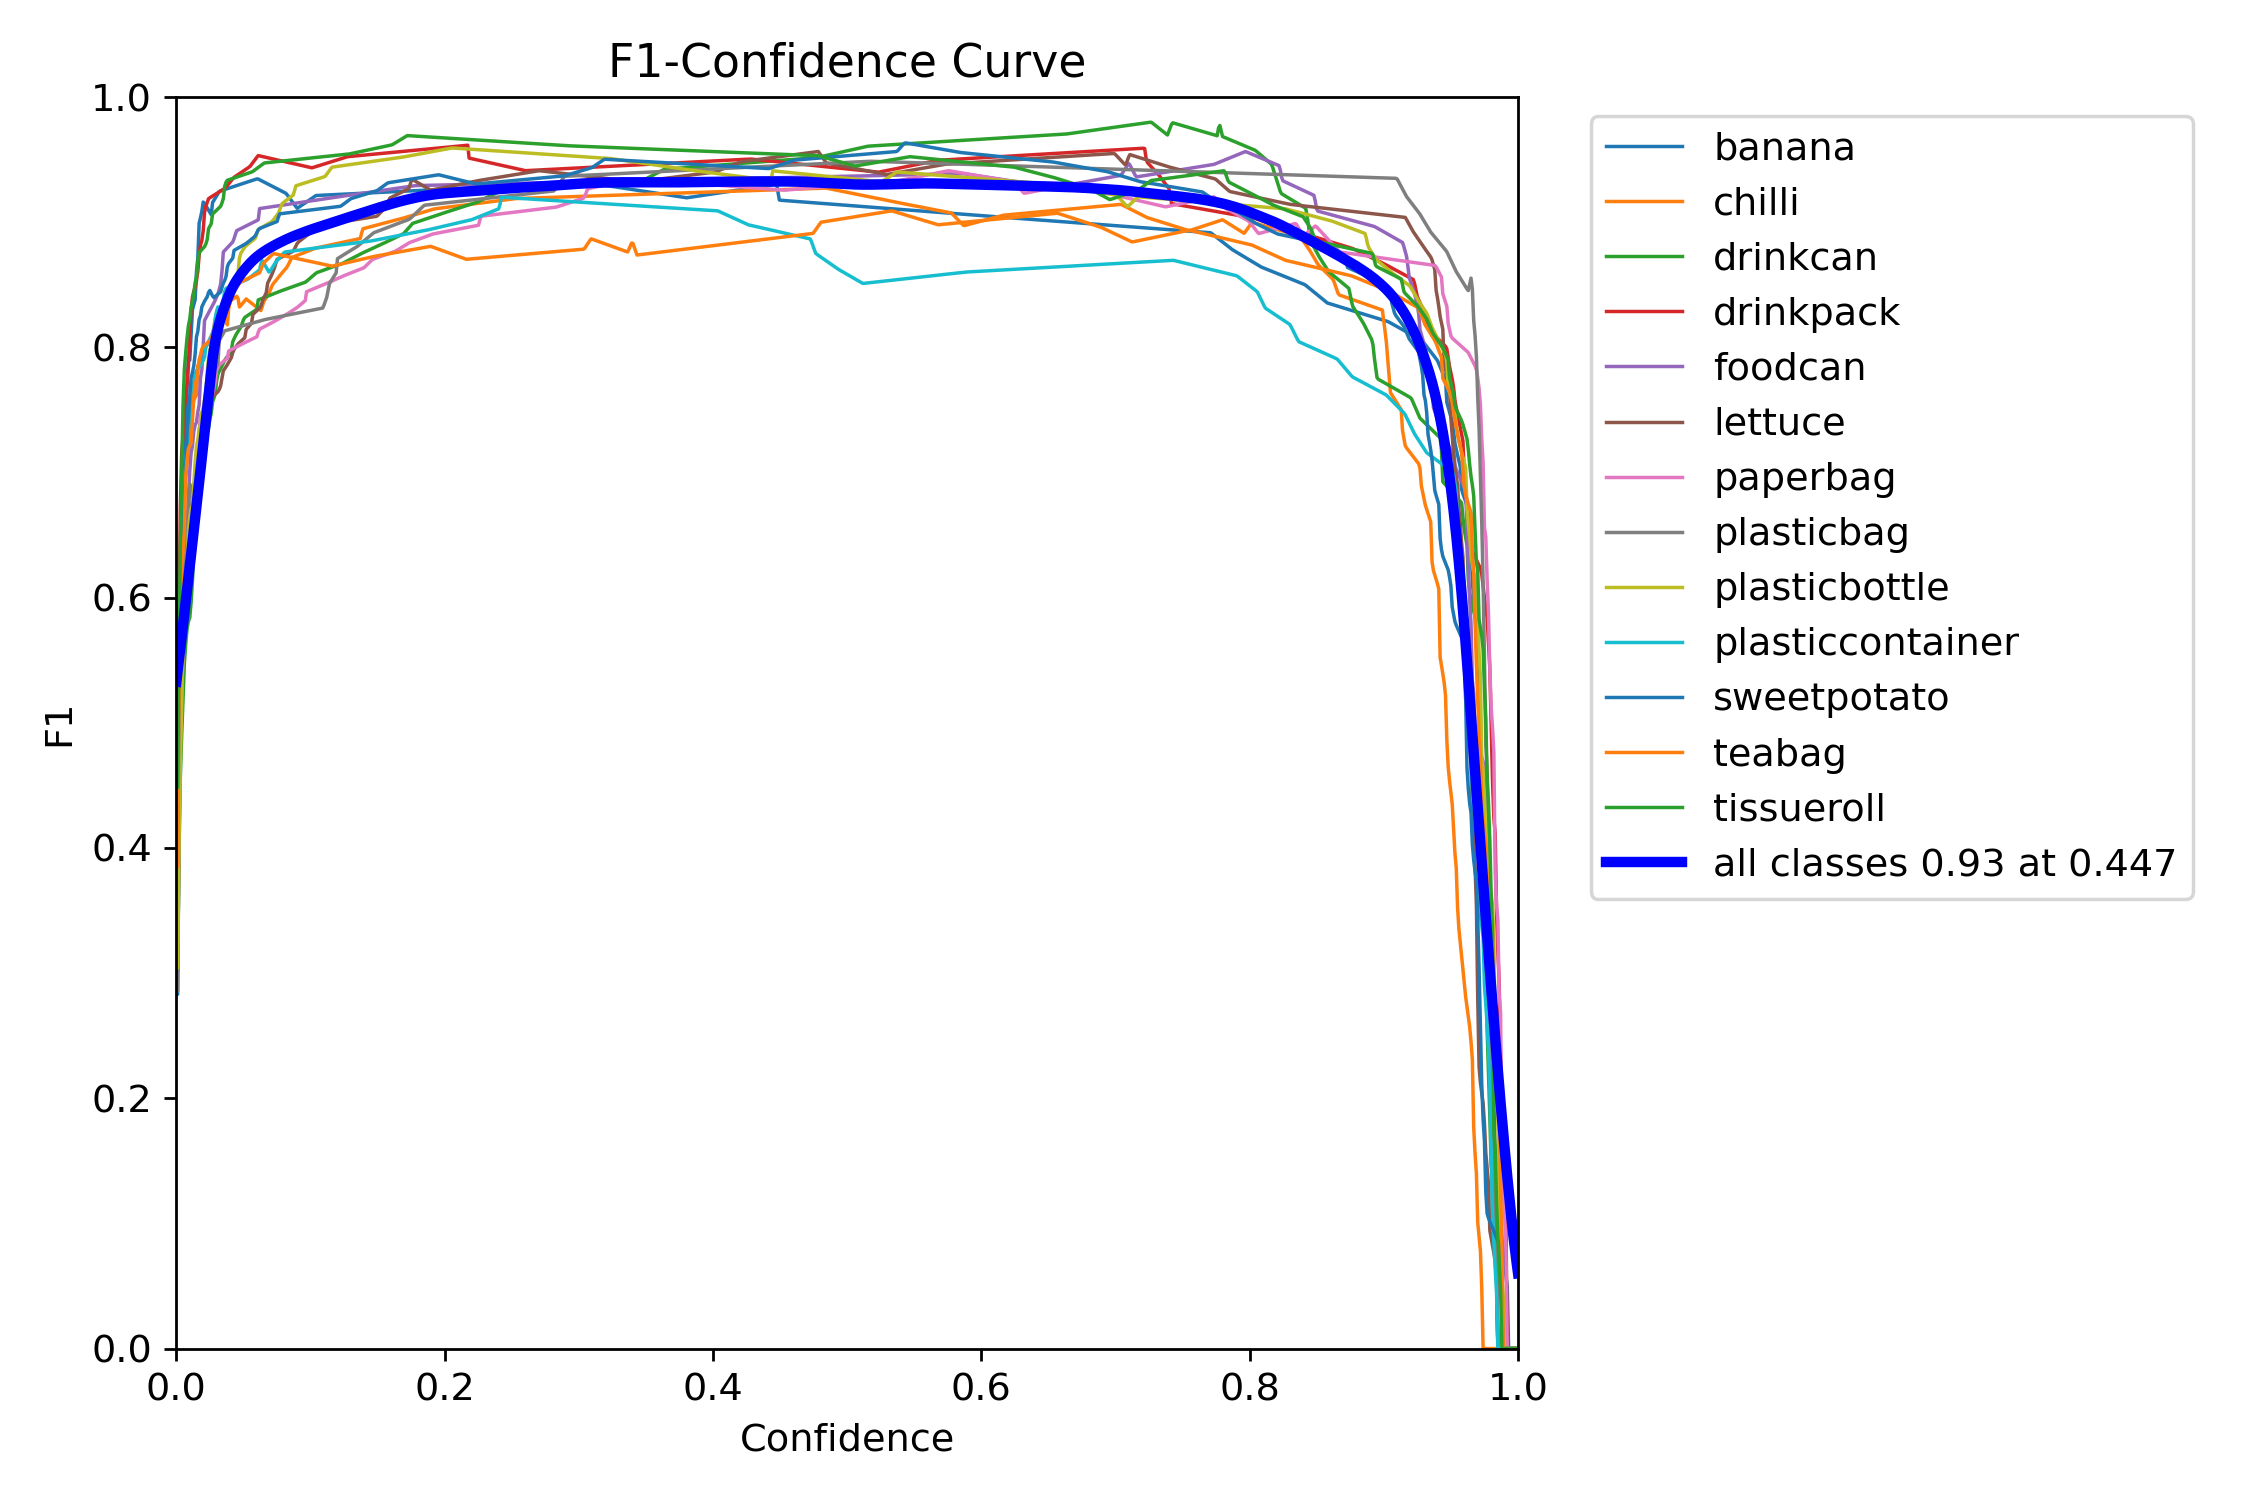 F1-Confidence Curve
1.0
0.8
0.6
0.4
0.2
0.0
F1
0.0 0.2 0.4 0.6 0.8 1.0
Confidence
banana
chilli
drinkcan
drinkpack
foodcan
lettuce
paperbag
plasticbag
plasticbottle
plasticcontainer
sweetpotato
teabag
tissueroll
all classes 0.93 at 0.447